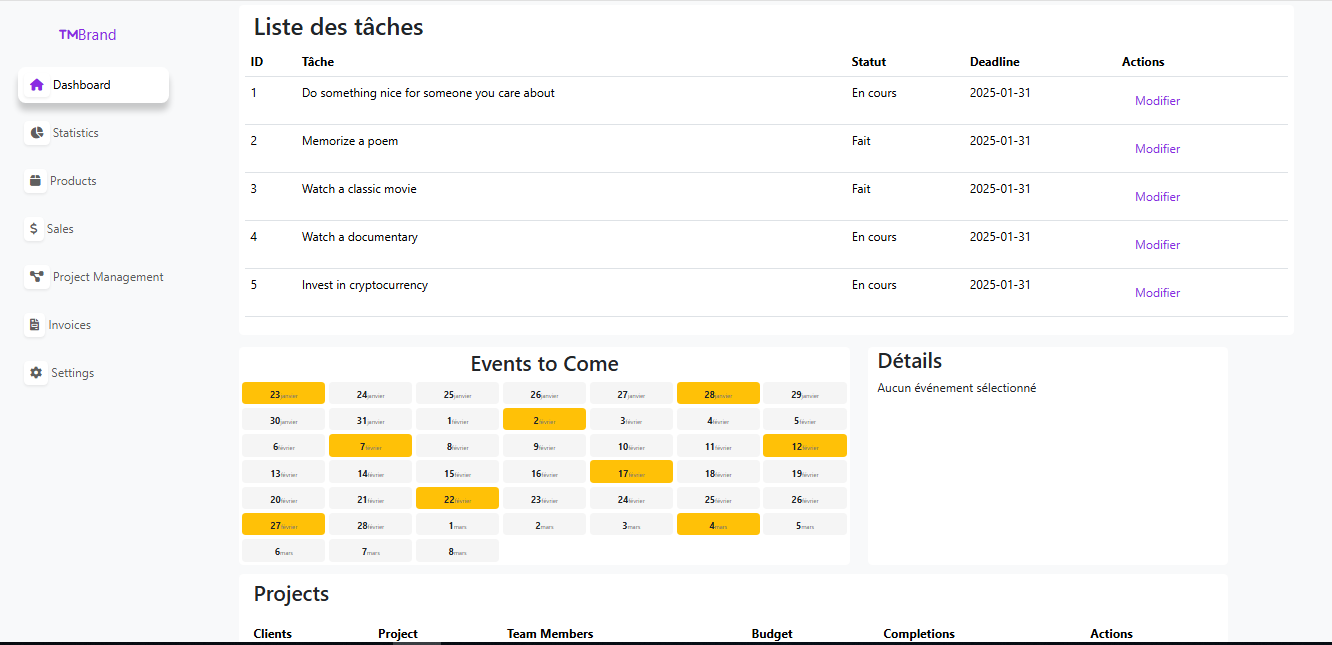 TMBrand
Dashboard
Statistics
Products
Sales
Project Management
Invoices
Settings
Liste des tâches
ID Tâche Statut Deadline Actions
1 Do something nice for someone you care about En cours 2025-01-31 Modifier
2 Memorize a poem Fait 2025-01-31 Modifier
3 Watch a classic movie Fait 2025-01-31 Modifier
4 Watch a documentary En cours 2025-01-31 Modifier
5 Invest in cryptocurrency En cours 2025-01-31 Modifier
Events to Come
23janvier 24janvier 25janvier 26janvier 27janvier 28janvier 29janvier
30janvier 31janvier 1février 2février 3février 4février 5février
6février 7février 8février 9février 10février 11février 12février
13février 14février 15février 16février 17février 18février 19février
20février 21février 22février 23février 24février 25février 26février
27février 28février 1mars 2mars 3mars 4mars 5mars
6mars 7mars 8mars
Détails
Aucun événement sélectionné
Projects
Clients Project Team Members Budget Completions Actions